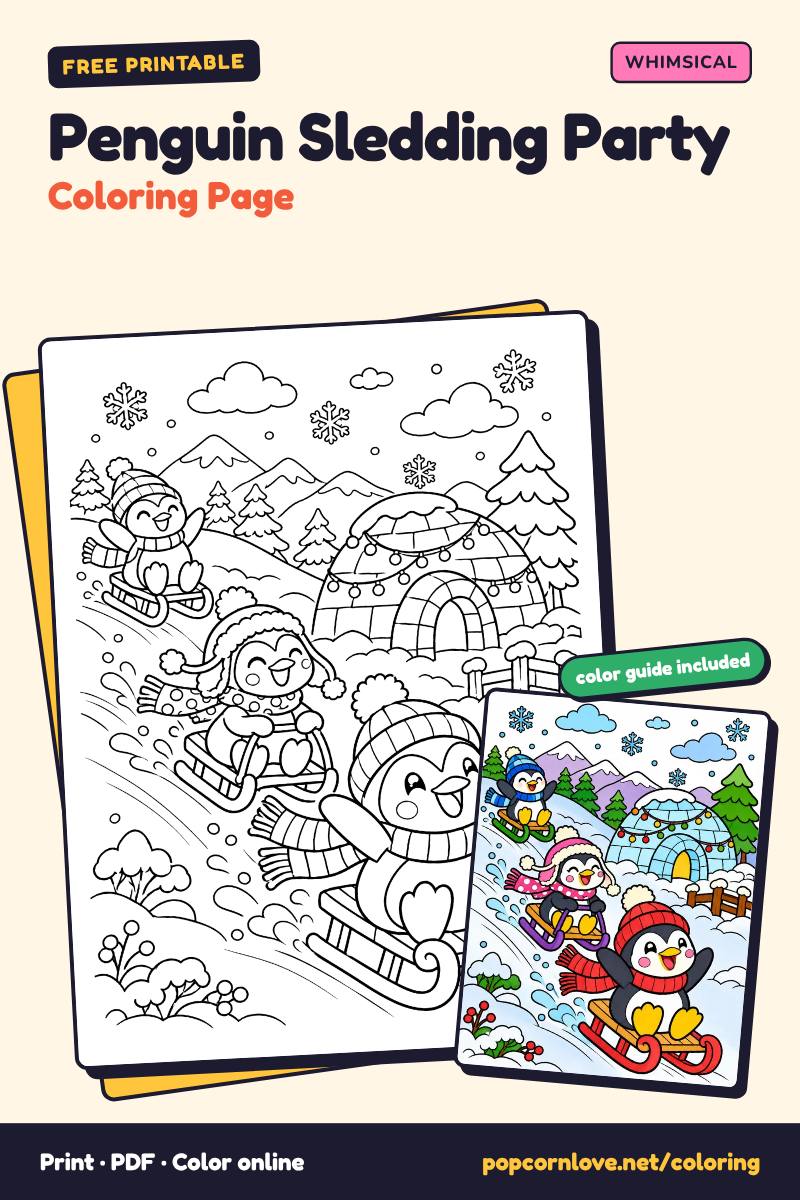 FREE PRINTABLE
WHIMSICAL
Penguin Sledding Party
Coloring Page
color guide included
Print · PDF · Color online
popcornlove.net/coloring